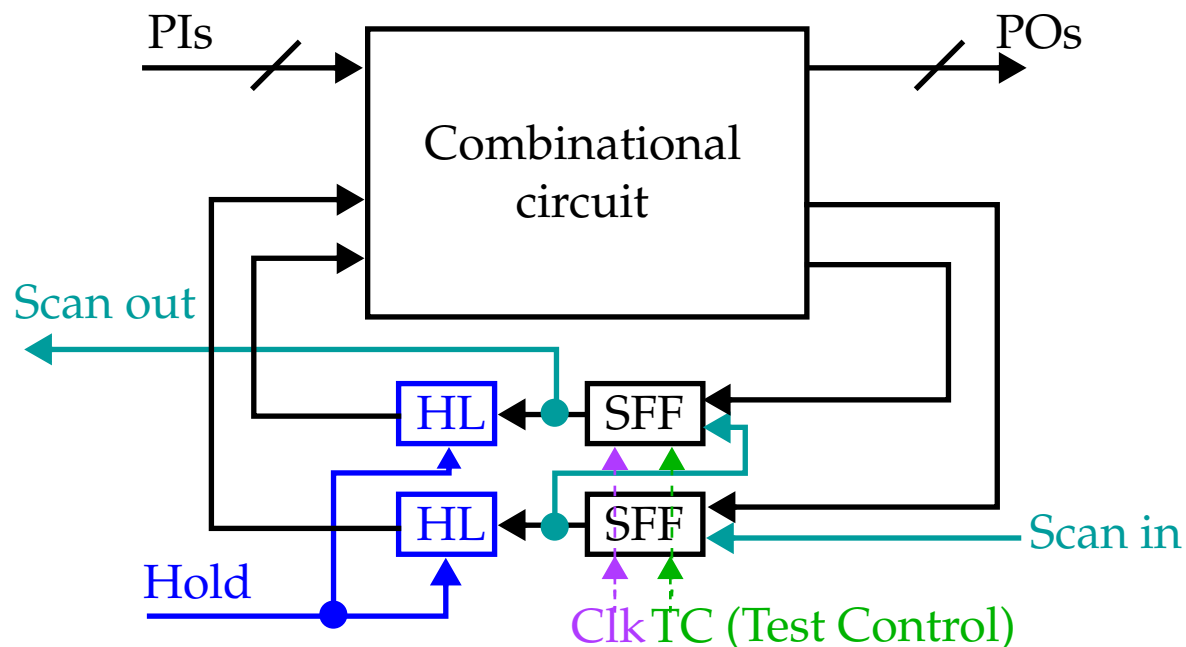 PIs
POs
Combinational
circuit
Scan out
HL
SFF
HL
SFF
Scan in
Hold
Clk
TC (Test Control)